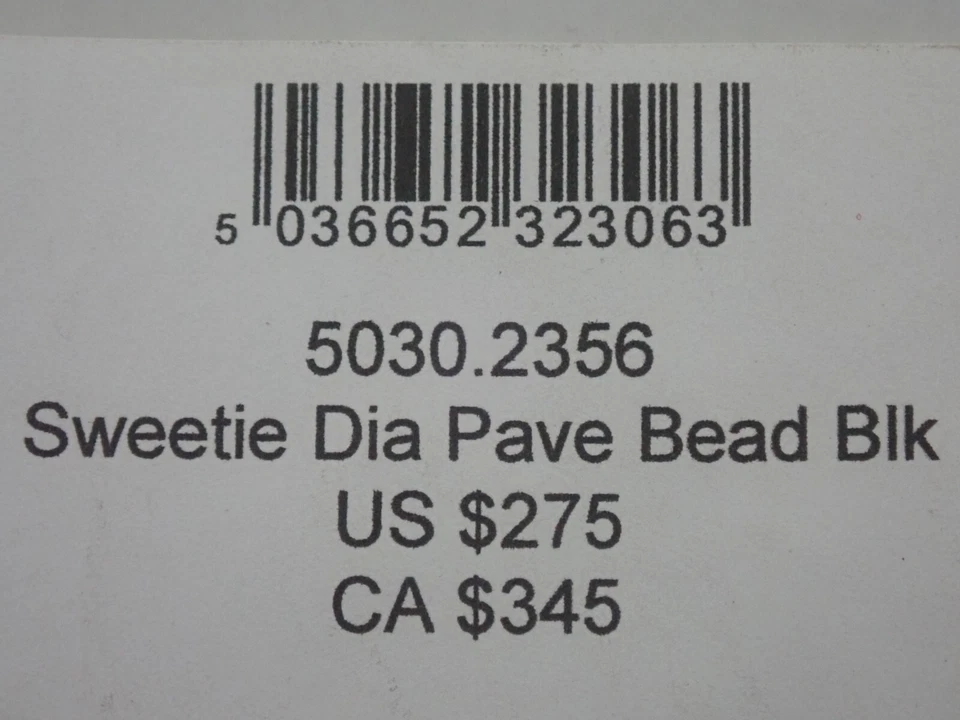 5 036652 323063
5030.2356
Sweetie Dia Pave Bead Blk
US $275
CA $345